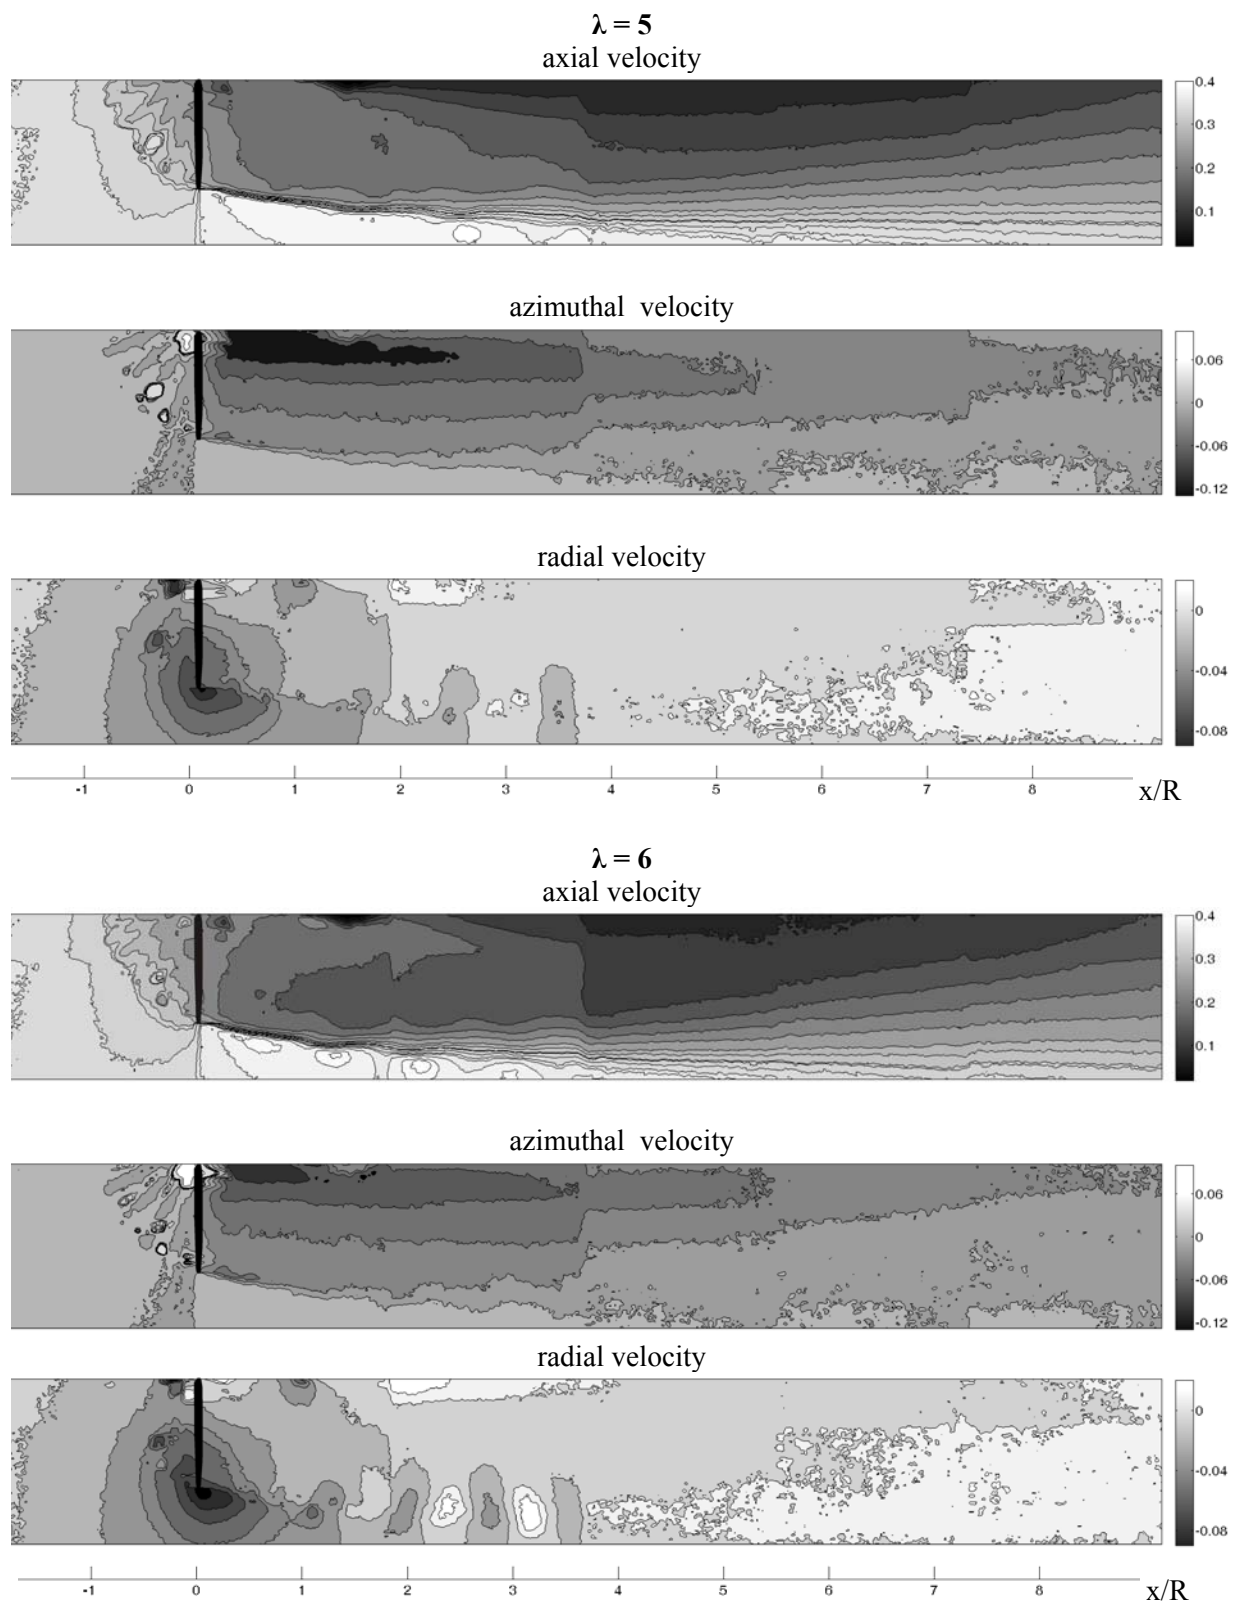 λ = 5
axial velocity
0.4
0.3
0.2
0.1
azimuthal velocity
0.06
0
-0.06
-0.12
radial velocity
0
-0.04
-0.08
-1 0 1 2 3 4 5 6 7 8 x/R
λ = 6
axial velocity
0.4
0.3
0.2
0.1
azimuthal velocity
0.06
0
-0.06
-0.12
radial velocity
0
-0.04
-0.08
-1 0 1 2 3 4 5 6 7 8 x/R